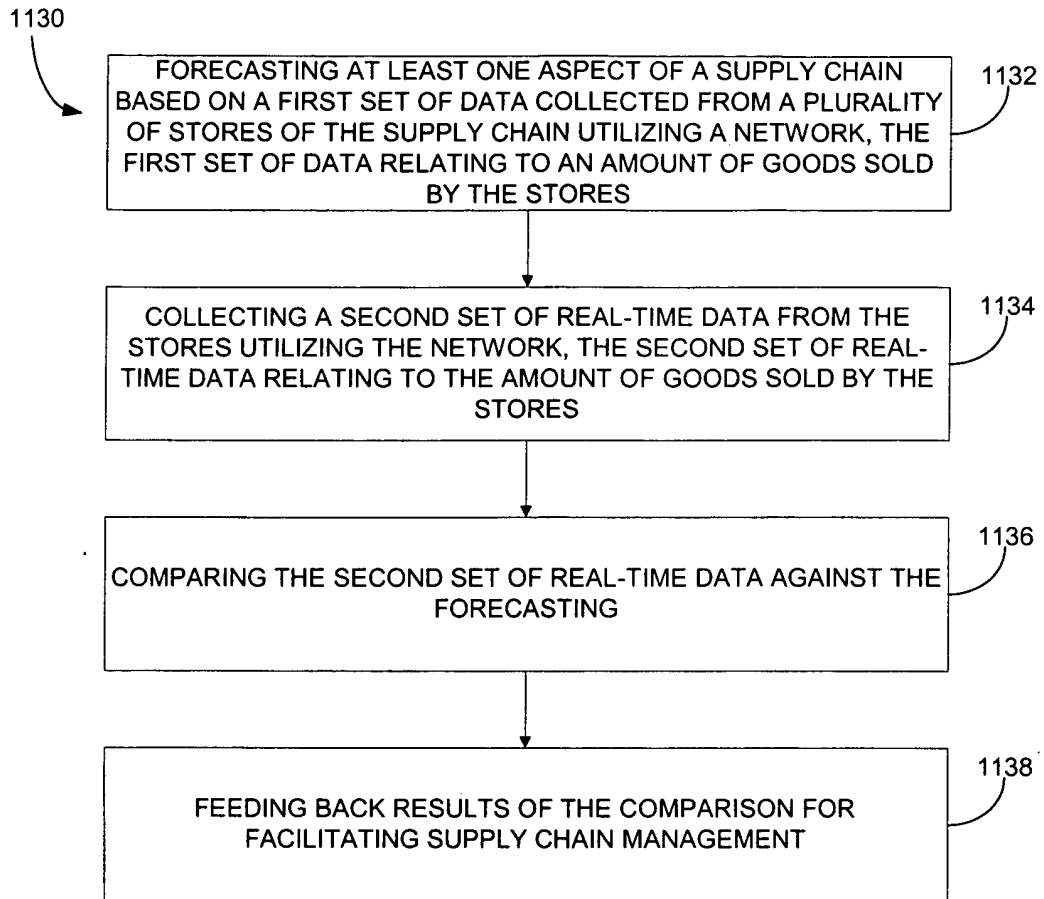 1130
FORECASTING AT LEAST ONE ASPECT OF A SUPPLY CHAIN
BASED ON A FIRST SET OF DATA COLLECTED FROM A PLURALITY
OF STORES OF THE SUPPLY CHAIN UTILIZING A NETWORK, THE
FIRST SET OF DATA RELATING TO AN AMOUNT OF GOODS SOLD
BY THE STORES
1132
COLLECTING A SECOND SET OF REAL-TIME DATA FROM THE
STORES UTILIZING THE NETWORK, THE SECOND SET OF REAL-
TIME DATA RELATING TO THE AMOUNT OF GOODS SOLD BY THE
STORES
1134
COMPARING THE SECOND SET OF REAL-TIME DATA AGAINST THE
FORECASTING
1136
FEEDING BACK RESULTS OF THE COMPARISON FOR
FACILITATING SUPPLY CHAIN MANAGEMENT
1138